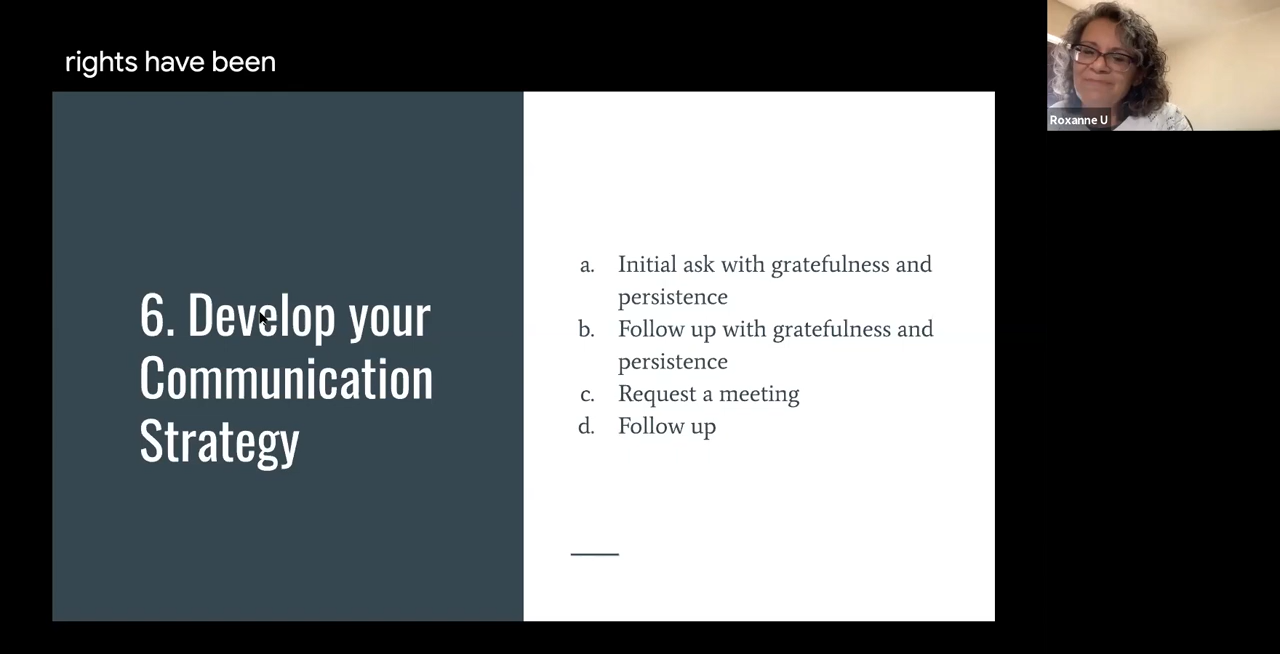 rights have been
Roxanne U
6. Develop your
Communication
Strategy
a. Initial ask with gratefulness and
persistence
b. Follow up with gratefulness and
persistence
c. Request a meeting
d. Follow up